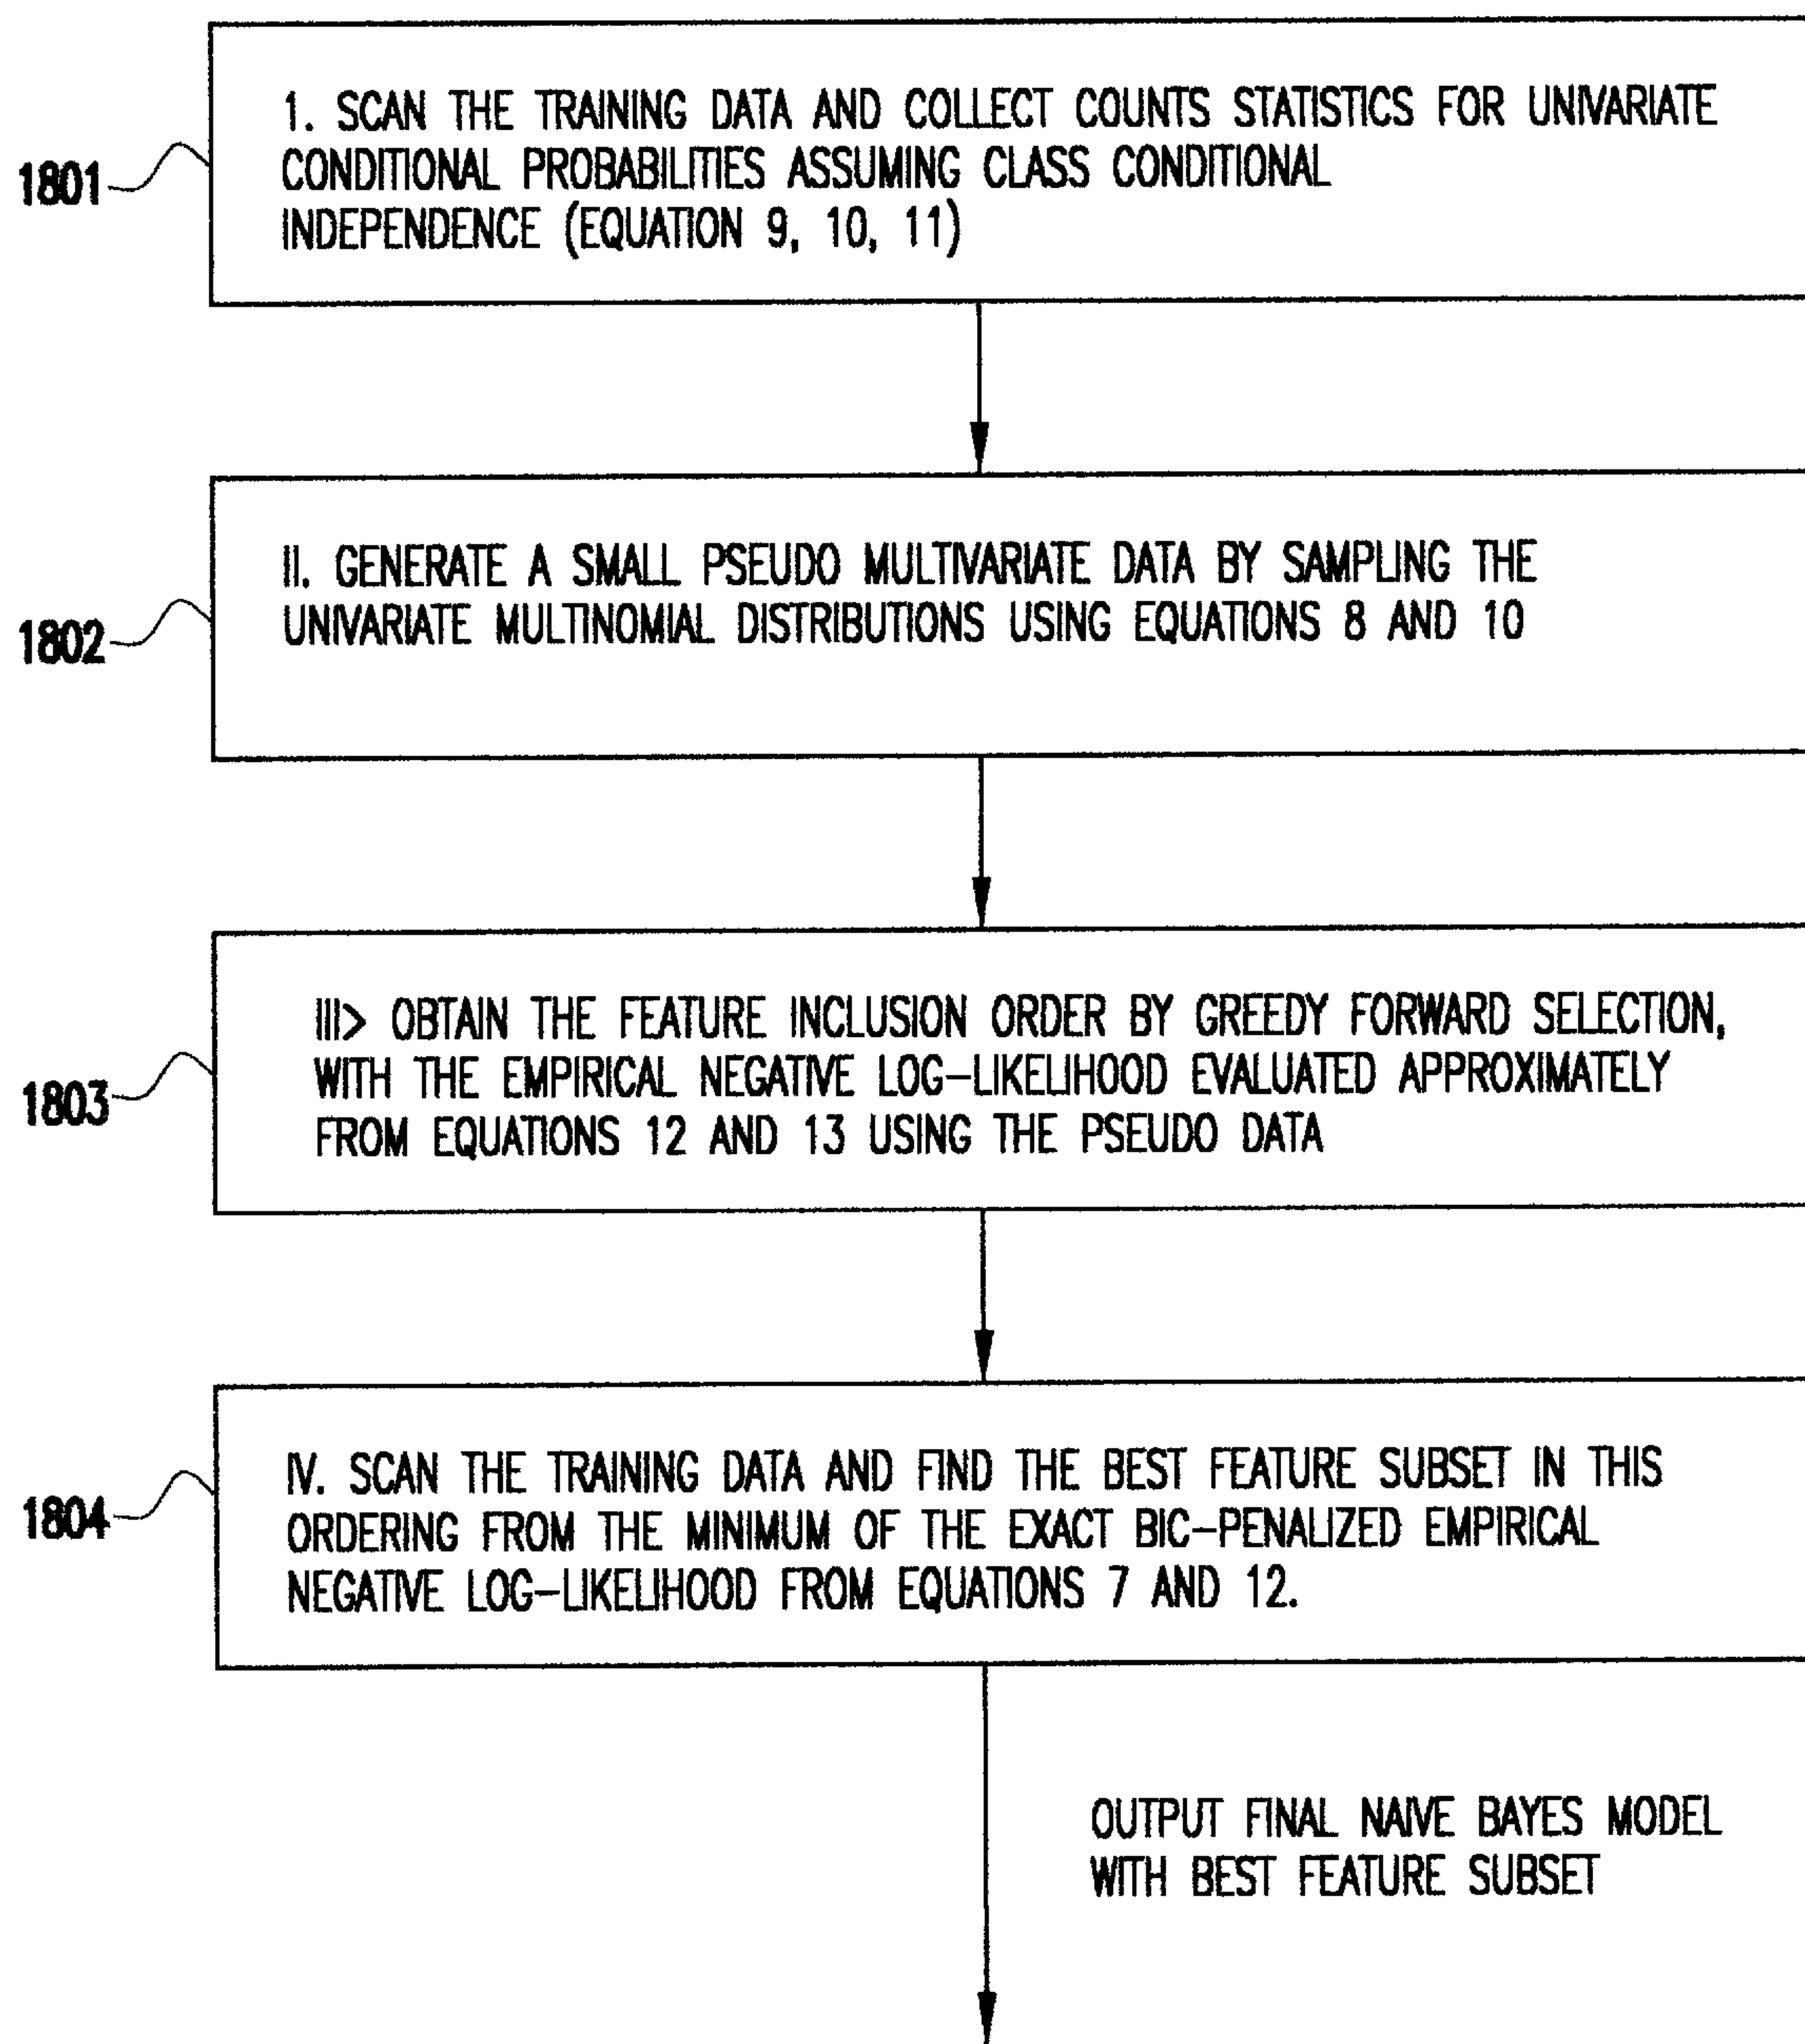 1. SCAN THE TRAINING DATA AND COLLECT COUNTS STATISTICS FOR UNIVARIATE
CONDITIONAL PROBABILITIES ASSUMING CLASS CONDITIONAL
INDEPENDENCE (EQUATION 9, 10, 11)
1801
II. GENERATE A SMALL PSEUDO MULTIVARIATE DATA BY SAMPLING THE
UNIVARIATE MULTINOMIAL DISTRIBUTIONS USING EQUATIONS 8 AND 10
1802
III> OBTAIN THE FEATURE INCLUSION ORDER BY GREEDY FORWARD SELECTION,
WITH THE EMPIRICAL NEGATIVE LOG-LIKELIHOOD EVALUATED APPROXIMATELY
FROM EQUATIONS 12 AND 13 USING THE PSEUDO DATA
1803
IV. SCAN THE TRAINING DATA AND FIND THE BEST FEATURE SUBSET IN THIS
ORDERING FROM THE MINIMUM OF THE EXACT BIC-PENALIZED EMPIRICAL
NEGATIVE LOG-LIKELIHOOD FROM EQUATIONS 7 AND 12.
1804
OUTPUT FINAL NAIVE BAYES MODEL
WITH BEST FEATURE SUBSET